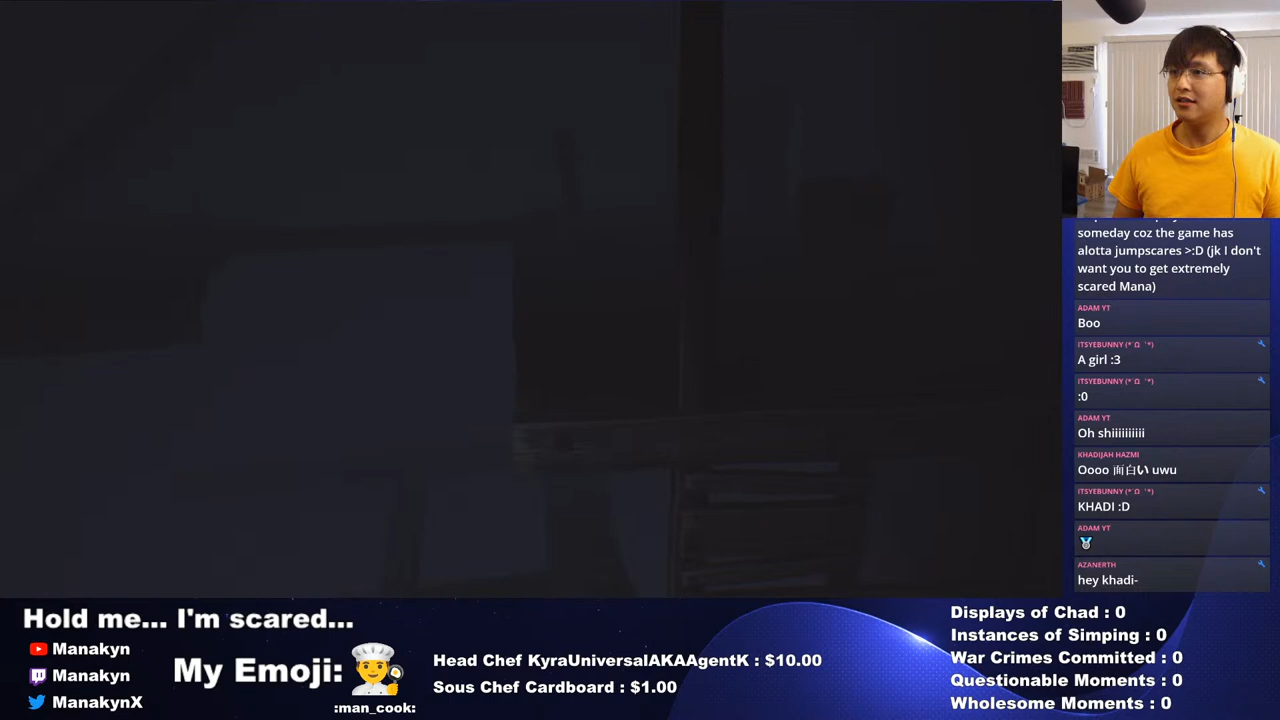 someday coz the game has
alotta jumpscares >:D (jk I don't
want you to get extremely
scared Mana)
ADAM YT
Boo
ITSYEBUNNY (*´Ω｀*)
A girl :3
ITSYEBUNNY (*´Ω｀*)
:0
ADAM YT
Oh shiiiiiiiiii
KHADIJAH HAZMI
Oooo 面白い uwu
ITSYEBUNNY (*´Ω｀*)
KHADI :D
ADAM YT
AZANERTH
hey khadi-
Hold me... I'm scared...
Manakyn
Manakyn
ManakynX
My Emoji:
:man_cook:
Head Chef KyraUniversalAKAAgentK : $10.00
Sous Chef Cardboard : $1.00
Displays of Chad : 0
Instances of Simping : 0
War Crimes Committed : 0
Questionable Moments : 0
Wholesome Moments : 0